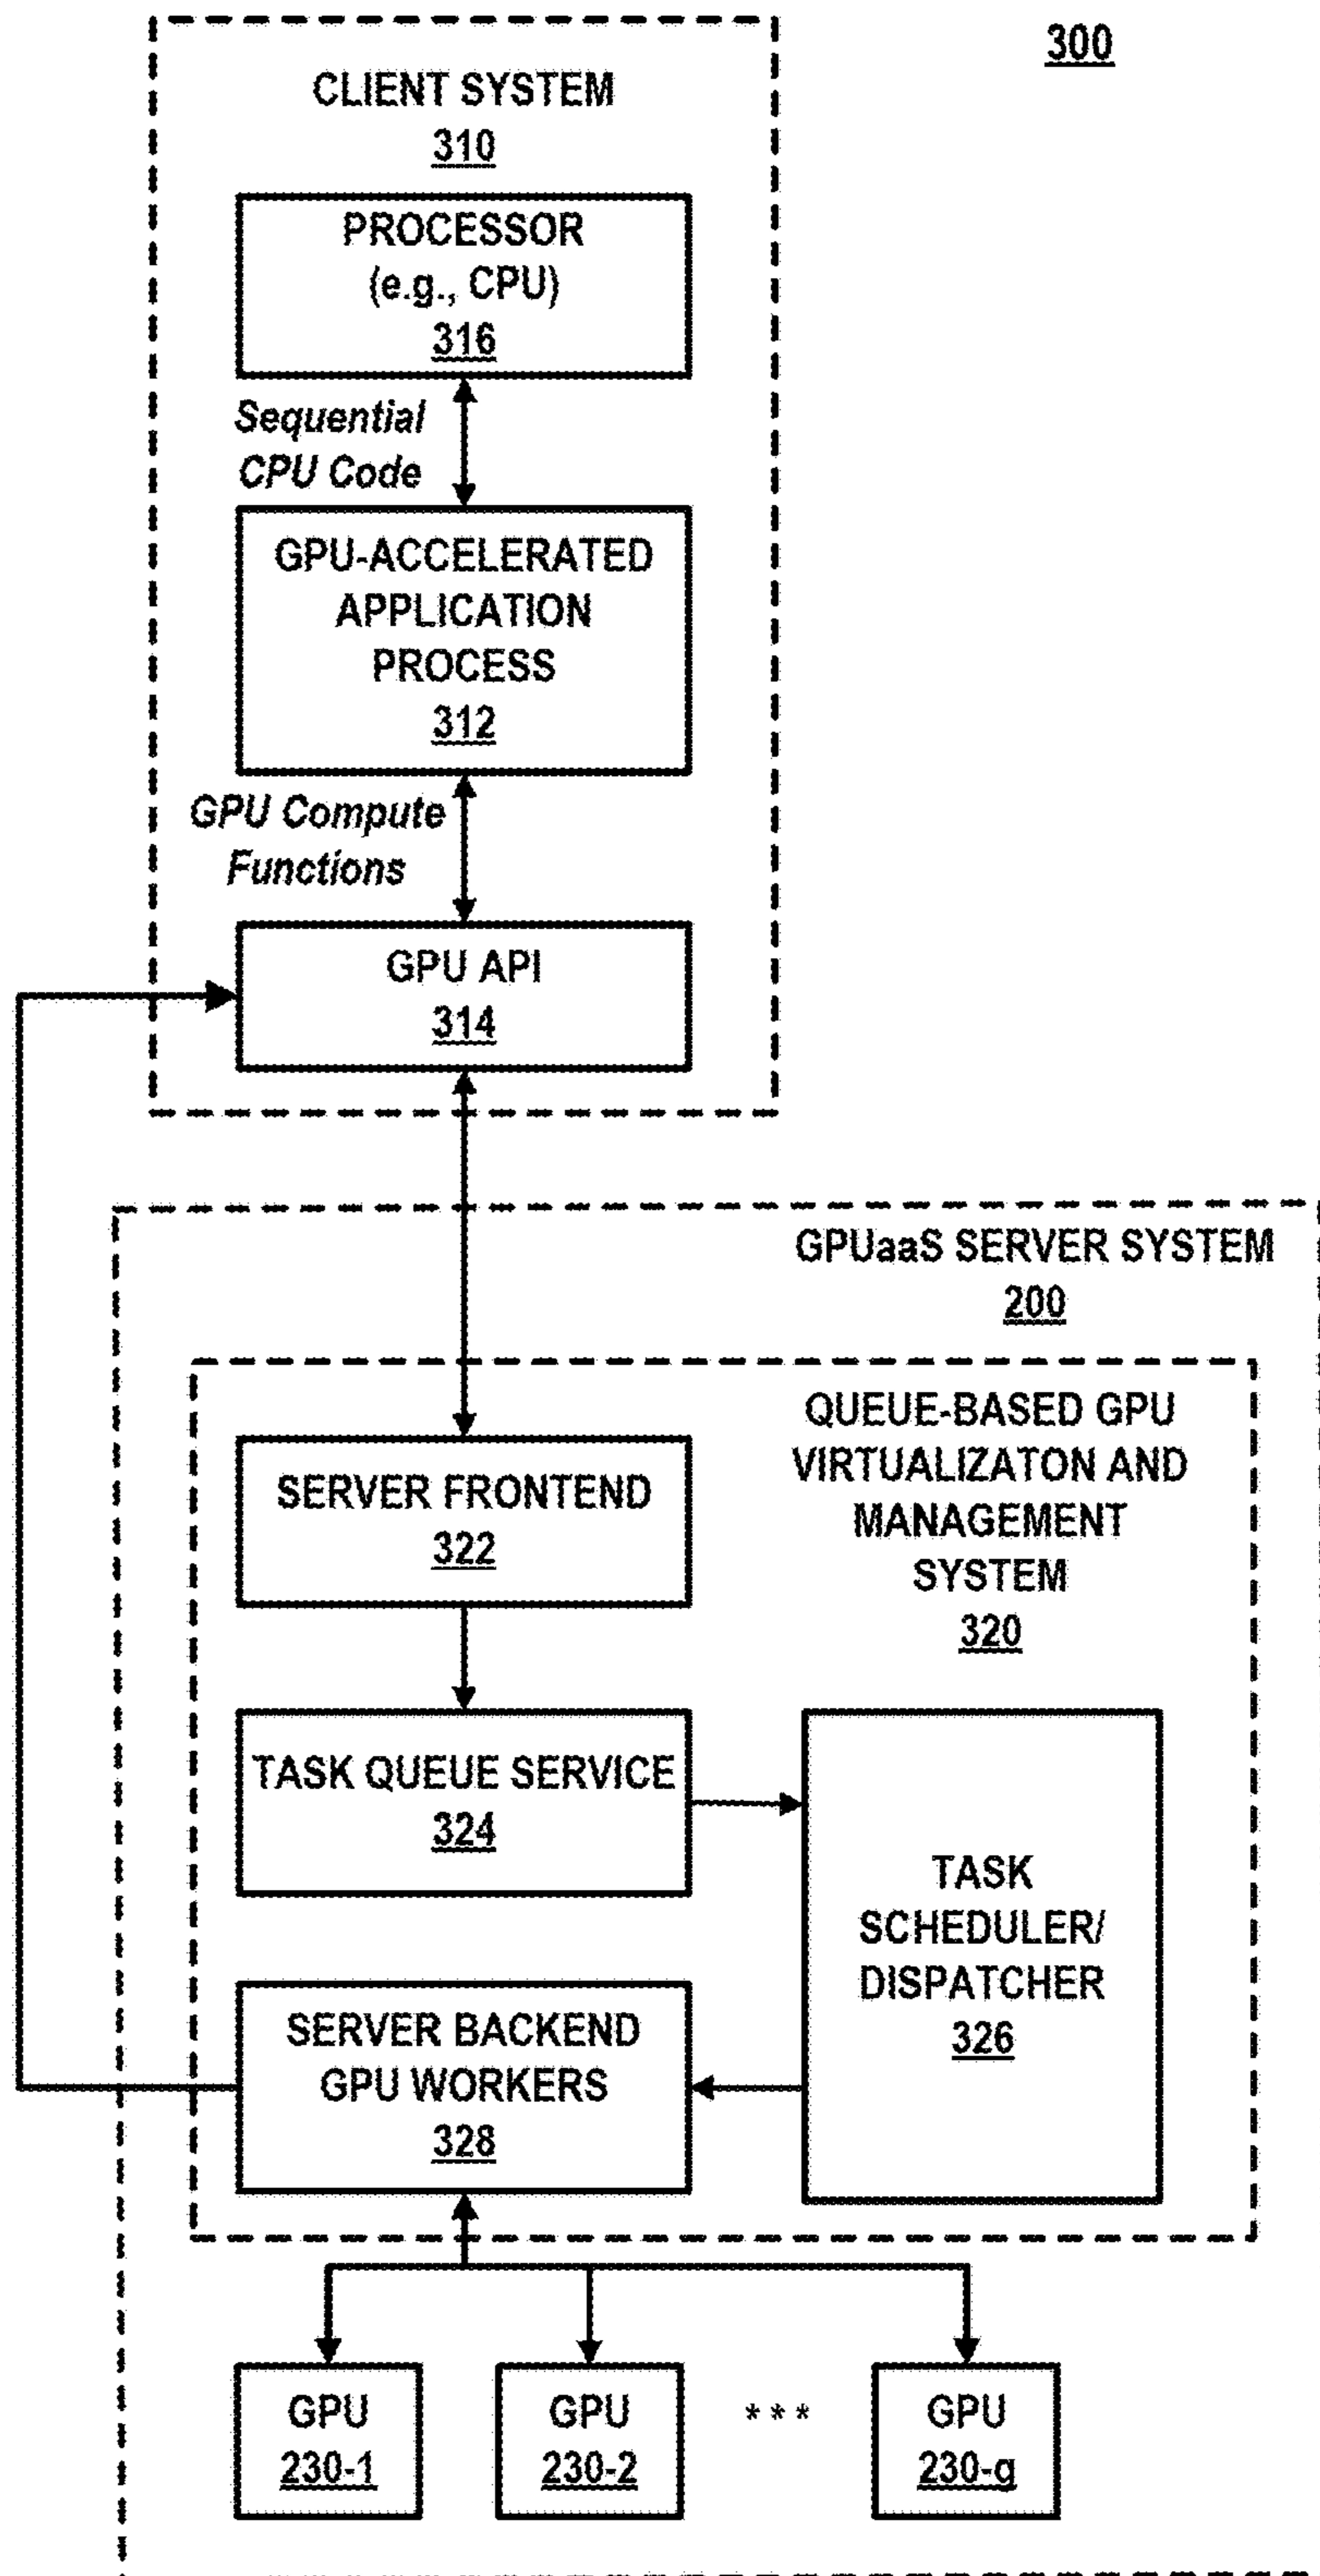 300
CLIENT SYSTEM
310
PROCESSOR
(e.g., CPU)
316
Sequential
CPU Code
GPU-ACCELERATED
APPLICATION
PROCESS
312
GPU Compute
Functions
GPU API
314
GPUaaS SERVER SYSTEM
200
QUEUE-BASED GPU
VIRTUALIZATON AND
MANAGEMENT
SYSTEM
320
SERVER FRONTEND
322
TASK QUEUE SERVICE
324
TASK
SCHEDULER/
DISPATCHER
326
SERVER BACKEND
GPU WORKERS
328
GPU
230-1
GPU
230-2
* * *
GPU
230-g